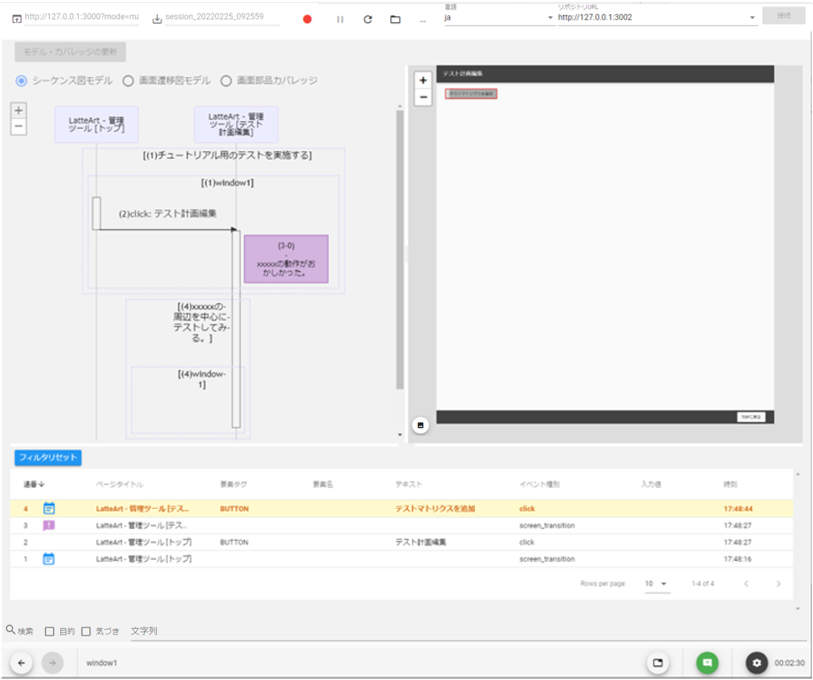 言語
リポジトリURL
http://127.0.0.1:3000?mode=ma
session_20220225_092559
...
ja
http://127.0.0.1:3002
接続
モデル・カバレッジの更新
シーケンス図モデル
画面遷移図モデル
画面部品カバレッジ
LatteArt - 管理
ツール [トップ]
LatteArt - 管理
ツール [テスト
計画編集]
[(1)チュートリアル用のテストを実施する]
[(1)window1]
(2)click: テスト計画編集
(3-0)
-
xxxxxの動作がお
かしかった。
[(4)xxxxxの-
周辺を中心に-
テストしてみ-
る。]
[(4)window-
1]
テスト計画編集
テストマトリクスを追加
TOPに戻る
フィルタリセット
通番 ページタイトル 要素タグ 要素名 テキスト イベント種別 入力値 時刻
4 LatteArt - 管理ツール [テス... BUTTON テストマトリクスを追加 click 17:48:44
3 LatteArt - 管理ツール [テス... screen_transition 17:48:27
2 LatteArt - 管理ツール [トップ] BUTTON テスト計画編集 click 17:48:27
1 LatteArt - 管理ツール [トップ] screen_transition 17:48:16
Rows per page: 10 1-4 of 4
検索 目的 気づき 文字列
window1
00:02:30